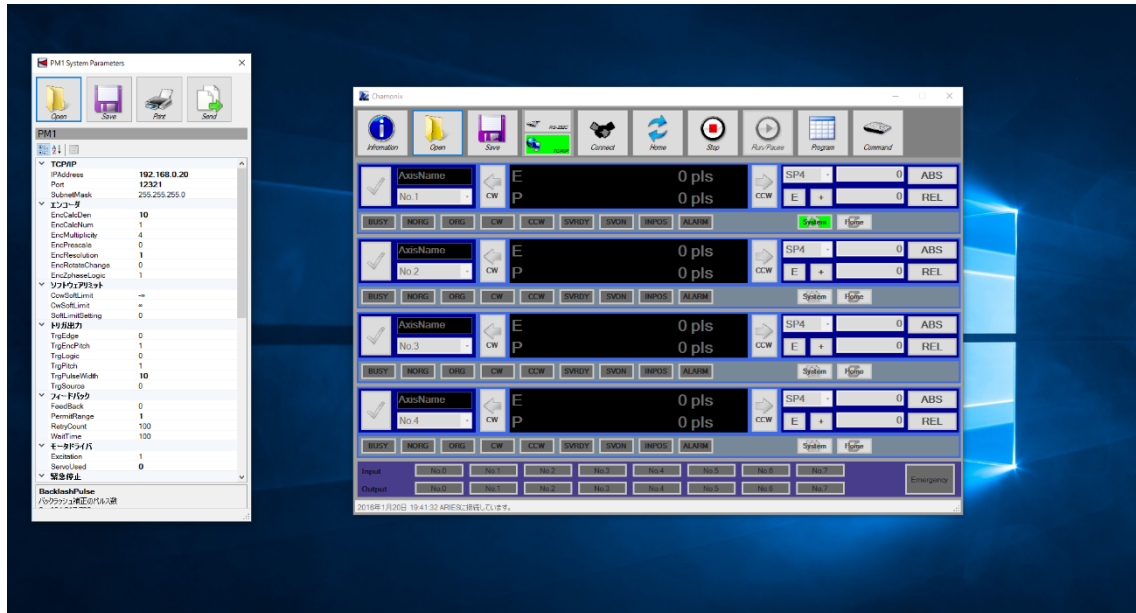 PM1 System Parameters
Open Save Print Send
PM1
TCP/IP
IPAddress 192.168.0.20
Port 12321
SubnetMask 255.255.255.0
エンコーダ
EncCalcDen 10
EncCalcNum 1
EncMultiplicity 4
EncPrescale 0
EncResolution 1
EncRotateChange 0
EncZphaseLogic 1
ソフトウェアリミット
CcwSoftLimit -∞
CwSoftLimit ∞
SoftLimitSetting 0
トリガ出力
TrgEdge 0
TrgEncPitch 1
TrgLogic 0
TrgPitch 1
TrgPulseWidth 10
TrgSource 0
フィードバック
FeedBack 0
PermitRange 1
RetryCount 100
WaitTime 100
モータドライバ
Excitation 1
ServoUsed 0
緊急停止
BacklashPulse
バックラッシュ補正のパルス数
Chamonix
RS-232C
Infromation Open Save TCP/IP Connect Home Stop Run/Pause Program Command
AxisName E 0 pls SP4 0 ABS
No.1 CW P 0 pls CCW E + 0 REL
BUSY NORG ORG CW CCW SVRDY SVON INPOS ALARM System Home
AxisName E 0 pls SP4 0 ABS
No.2 CW P 0 pls CCW E + 0 REL
BUSY NORG ORG CW CCW SVRDY SVON INPOS ALARM System Home
AxisName E 0 pls SP4 0 ABS
No.3 CW P 0 pls CCW E + 0 REL
BUSY NORG ORG CW CCW SVRDY SVON INPOS ALARM System Home
AxisName E 0 pls SP4 0 ABS
No.4 CW P 0 pls CCW E + 0 REL
BUSY NORG ORG CW CCW SVRDY SVON INPOS ALARM System Home
Input No.0 No.1 No.2 No.3 No.4 No.5 No.6 No.7
Emergency
Output No.0 No.1 No.2 No.3 No.4 No.5 No.6 No.7
2016年1月20日 19:41:32 ARIESに接続しています。